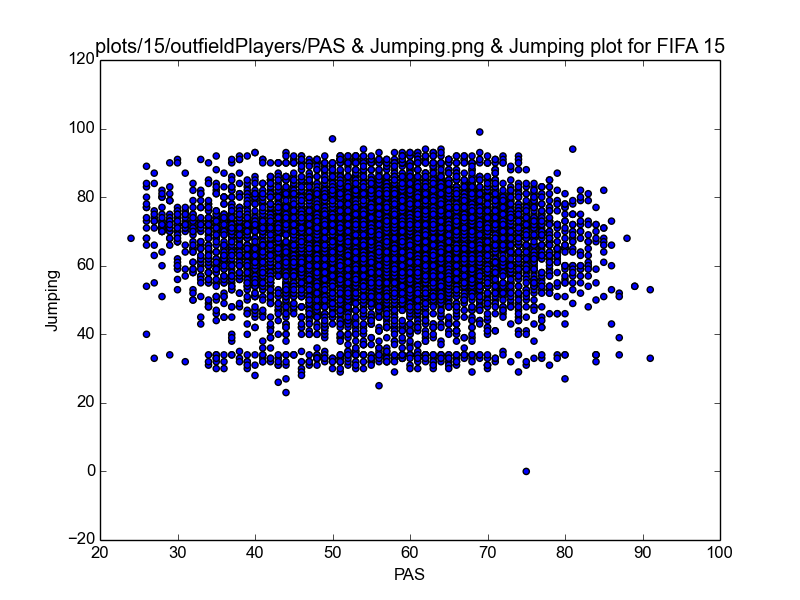 plots/15/outfieldPlayers/PAS & Jumping.png & Jumping plot for FIFA 15
120
100
80
60
40
20
0
−20
Jumping
20 30 40 50 60 70 80 90 100
PAS